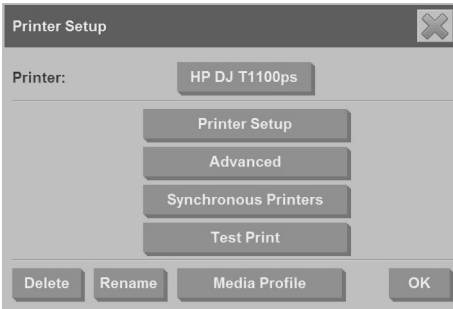 Printer Setup
Printer: HP DJ T1100ps
Printer Setup
Advanced
Synchronous Printers
Test Print
Delete Rename Media Profile OK